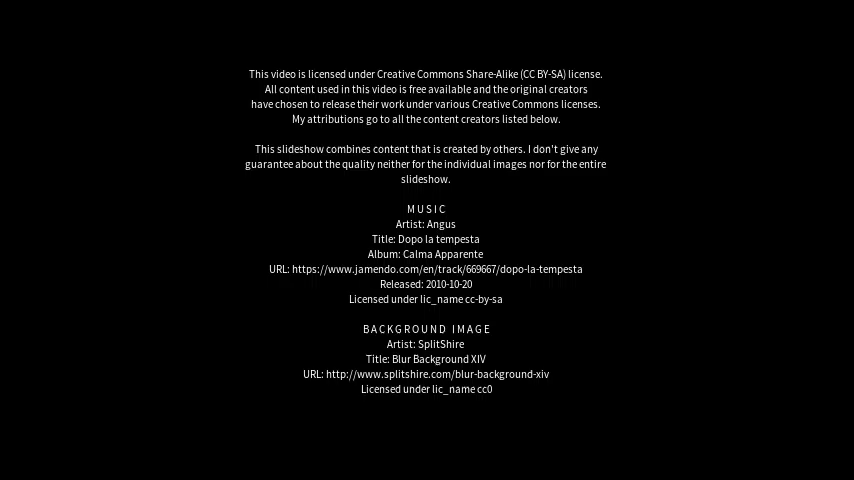 This video is licensed under Creative Commons Share-Alike (CC BY-SA) license.
All content used in this video is free available and the original creators
have chosen to release their work under various Creative Commons licenses.
My attributions go to all the content creators listed below.
This slideshow combines content that is created by others. I don't give any
guarantee about the quality neither for the individual images nor for the entire
slideshow.
MUSIC
Artist: Angus
Title: Dopo la tempesta
Album: Calma Apparente
URL: https://www.jamendo.com/en/track/669667/dopo-la-tempesta
Released: 2010-10-20
Licensed under lic_name cc-by-sa
BACKGROUND IMAGE
Artist: SplitShire
Title: Blur Background XIV
URL: http://www.splitshire.com/blur-background-xiv
Licensed under lic_name cc0